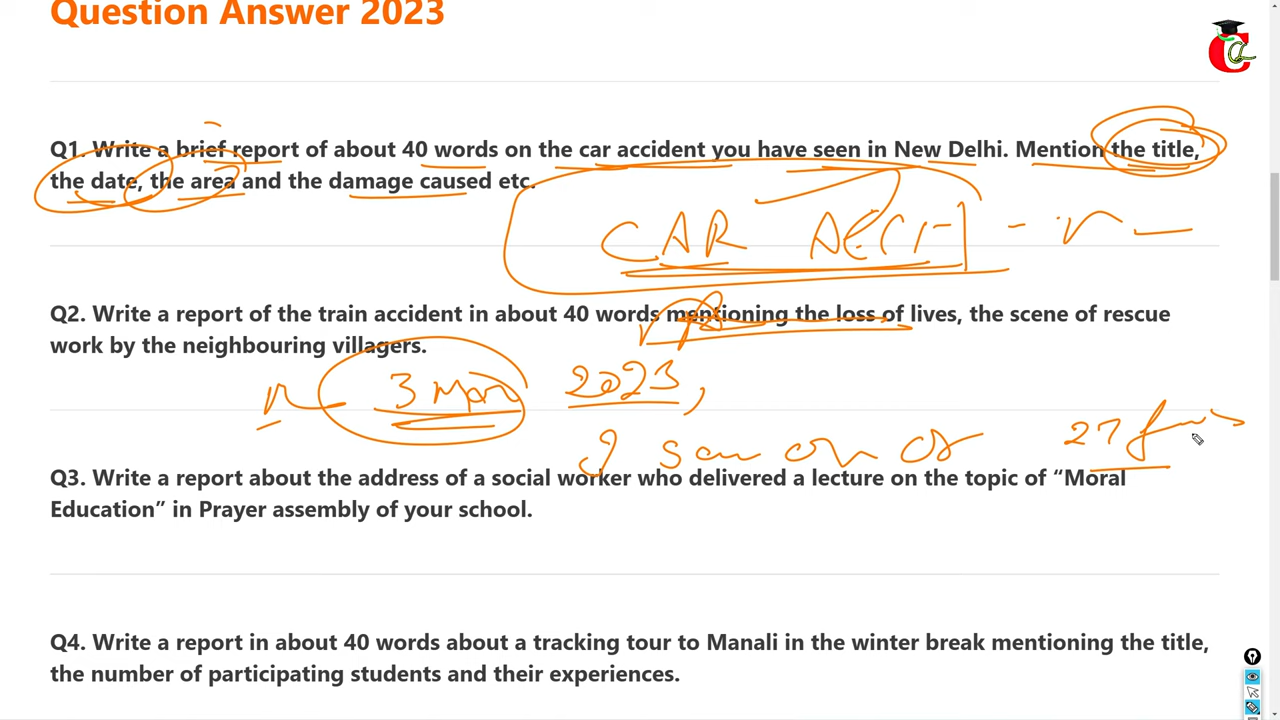 Question Answer 2023
Q1. Write a brief report of about 40 words on the car accident you have seen in New Delhi. Mention the title,
the date, the area and the damage caused etc.
CAR
Q2. Write a report of the train accident in about 40 words mentioning the loss of lives, the scene of rescue
work by the neighbouring villagers.
3 2023,
27
Q3. Write a report about the address of a social worker who delivered a lecture on the topic of “Moral
Education” in Prayer assembly of your school.
Q4. Write a report in about 40 words about a tracking tour to Manali in the winter break mentioning the title,
the number of participating students and their experiences.